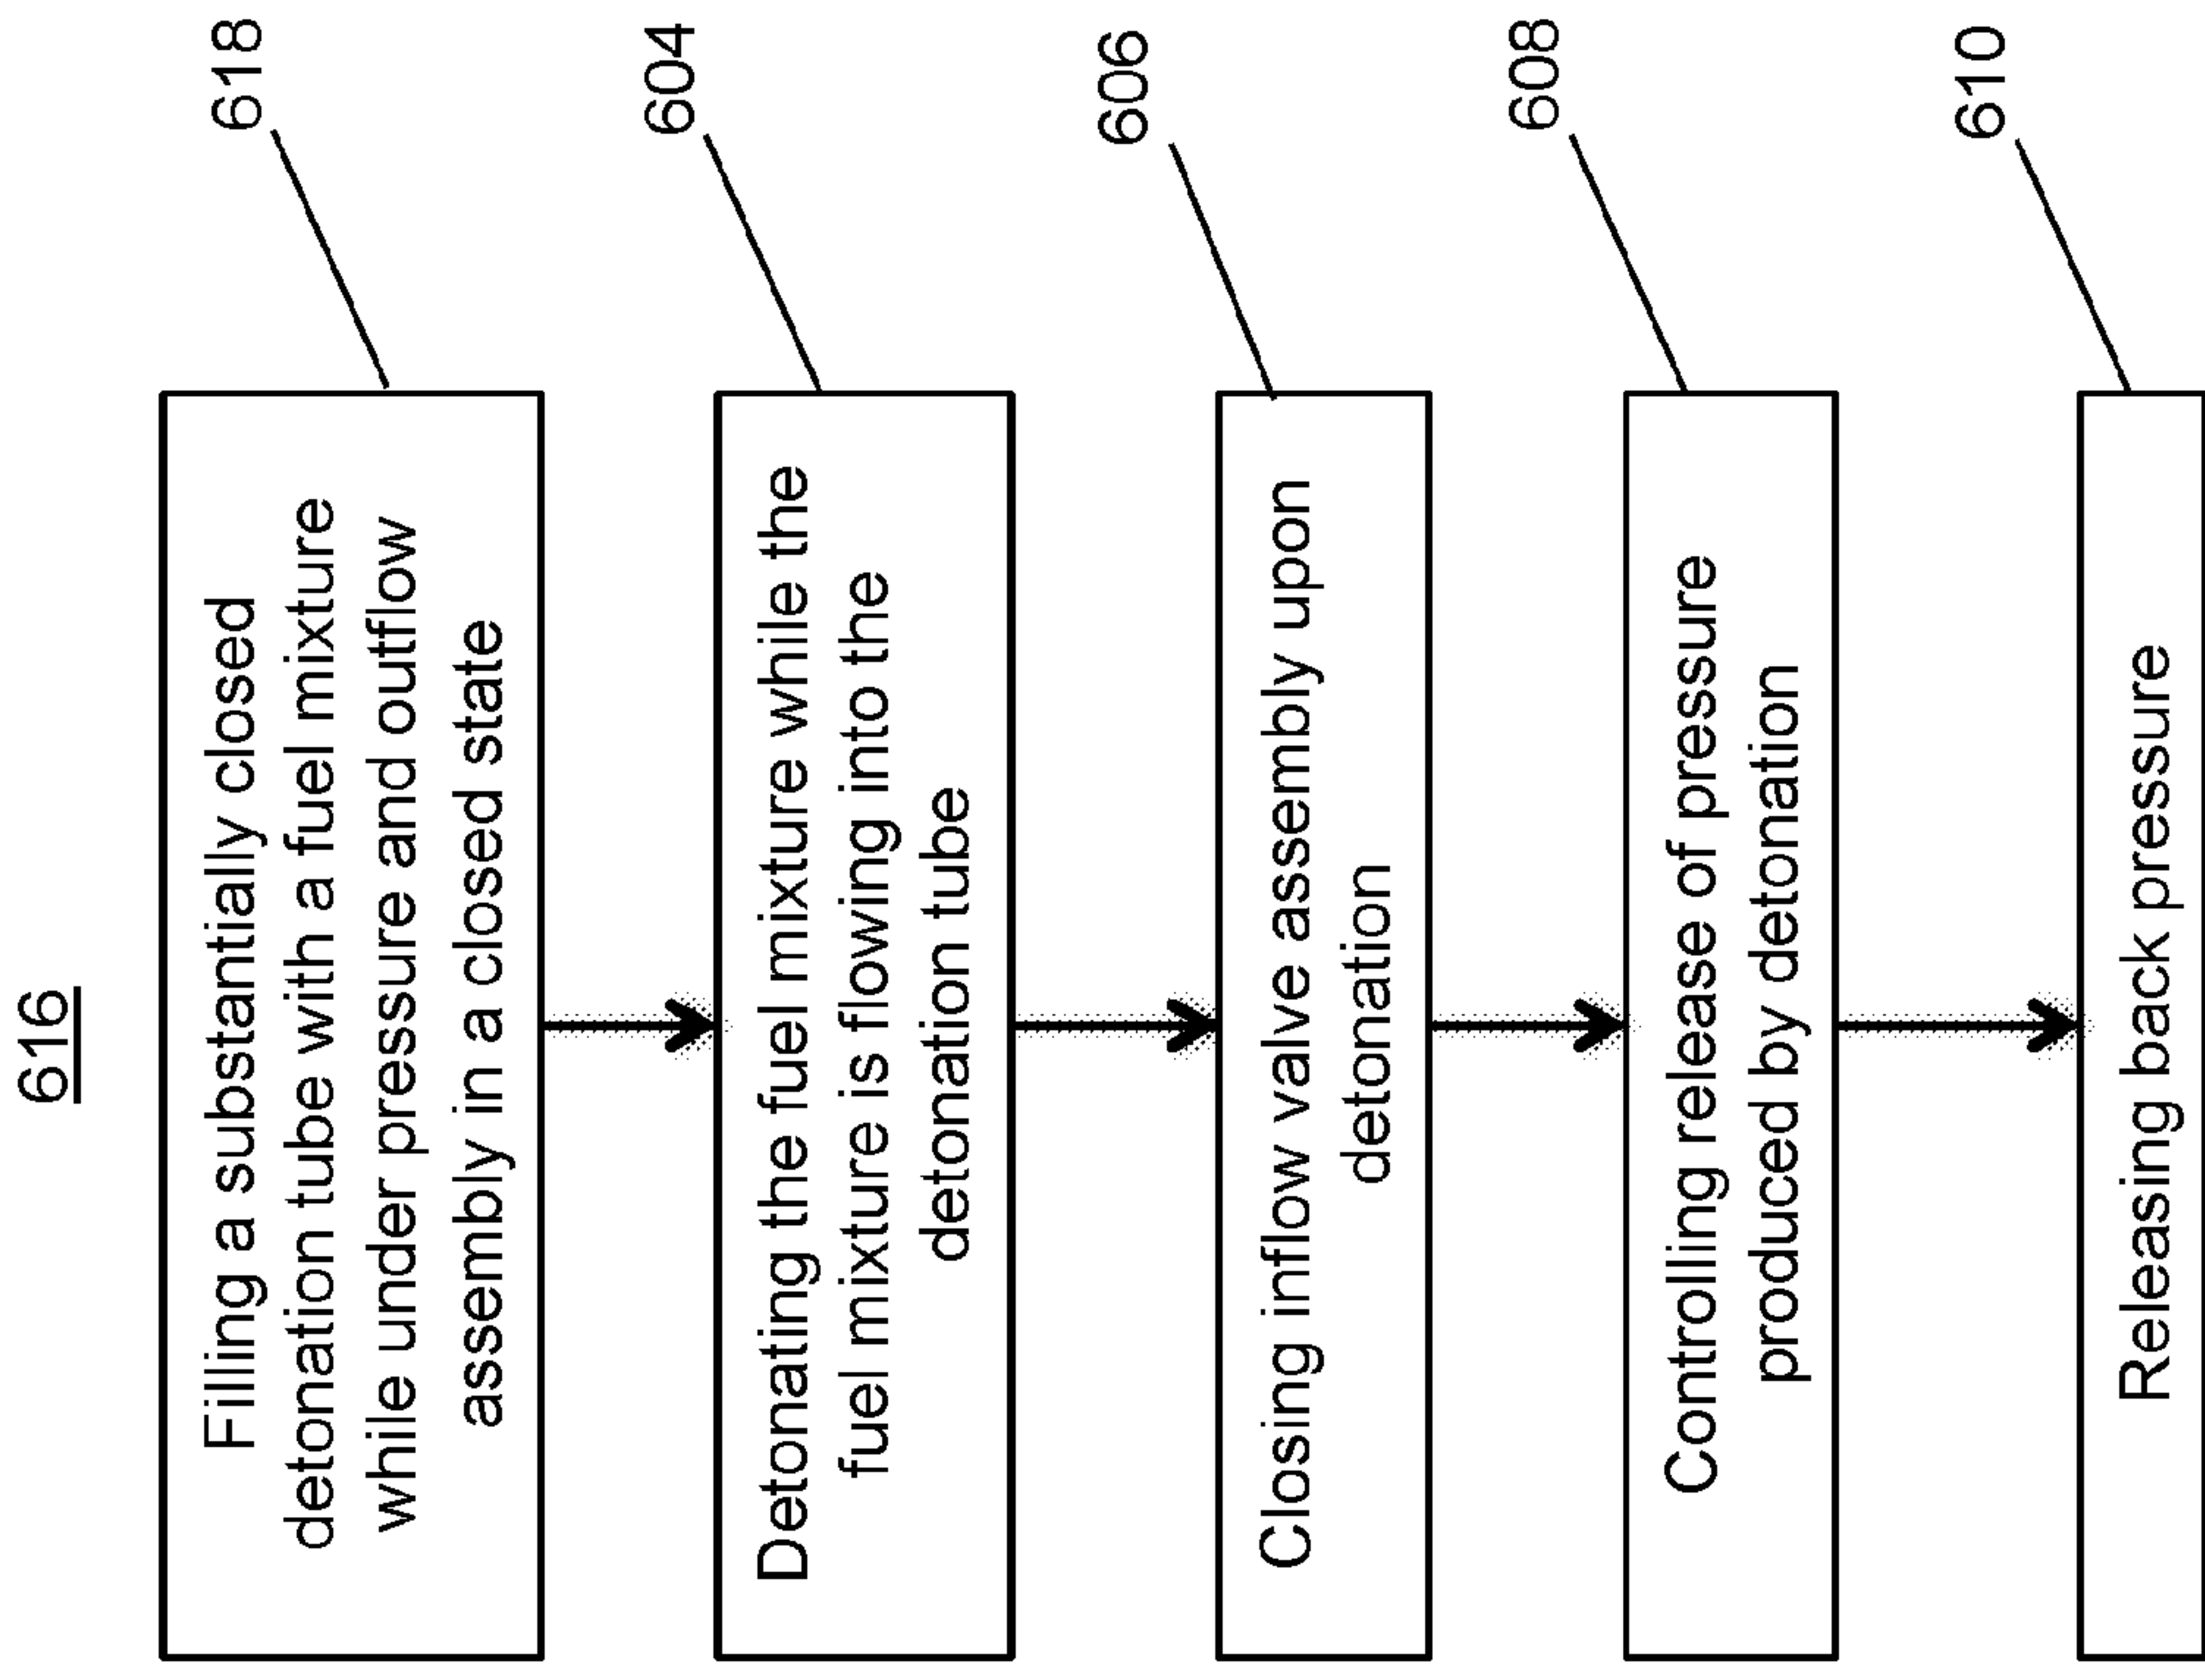 616
Filling a substantially closed
detonation tube with a fuel mixture
while under pressure and outflow
assembly in a closed state
618
Detonating the fuel mixture while the
fuel mixture is flowing into the
detonation tube
604
Closing inflow valve assembly upon
detonation
606
Controlling release of pressure
produced by detonation
608
Releasing back pressure
610